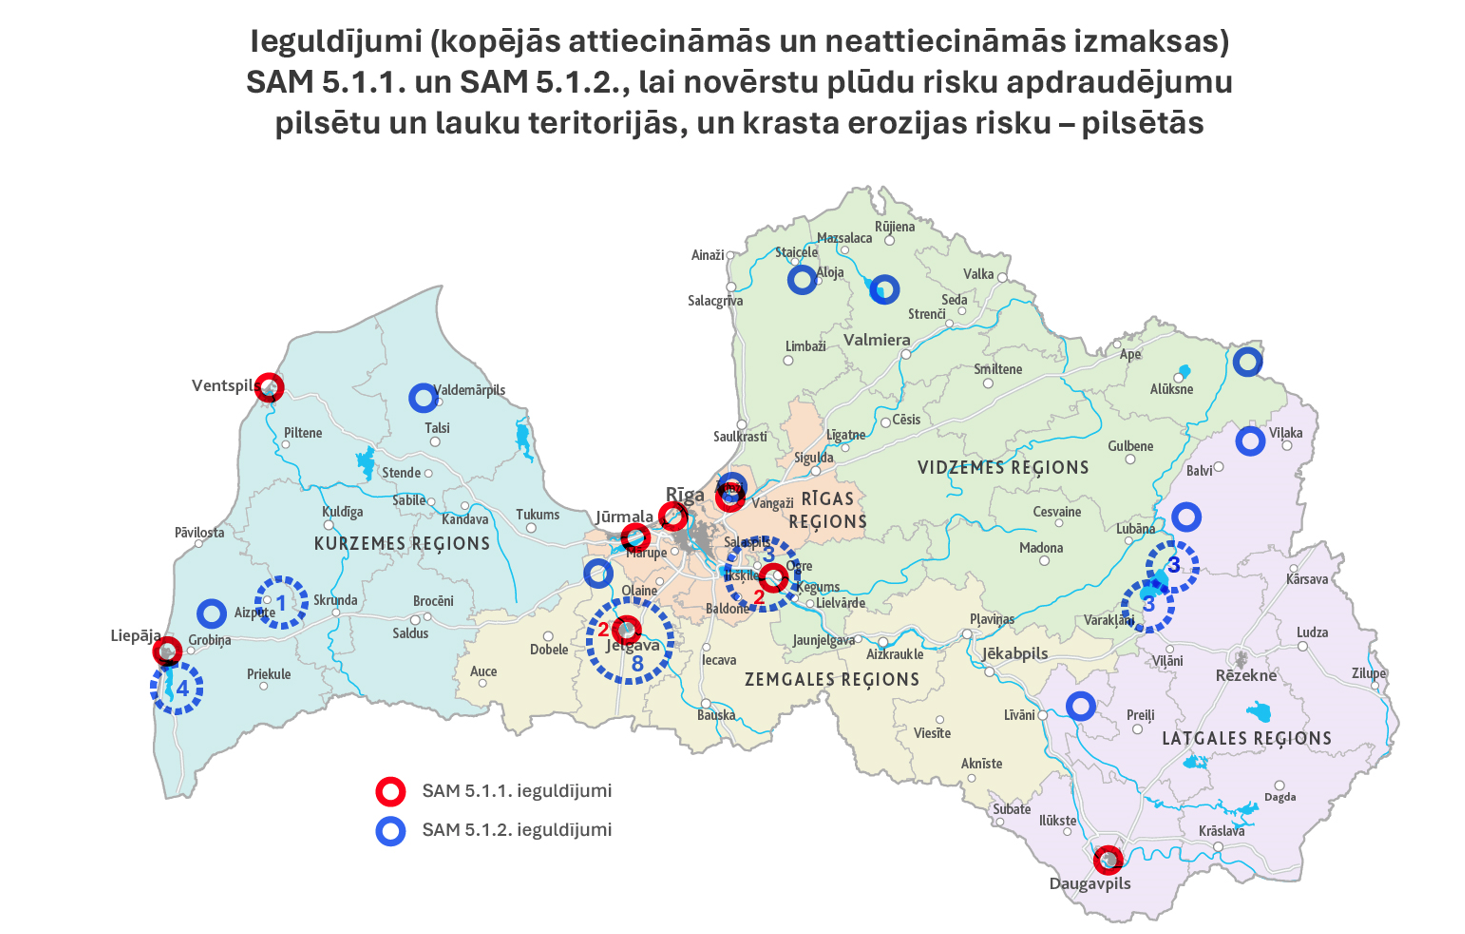 Ieguldījumi (kopējās attiecināmās un neattiecināmās izmaksas)
SAM 5.1.1. un SAM 5.1.2., lai novērstu plūdu risku apdraudējumu
pilsētu un lauku teritorijās, un krasta erozijas risku – pilsētās
Rūjiena
Mazsalaca
Staicele
Ainaži
Aloja
Valka
Salacgrīva
Seda
Strenči
Valmiera
Limbaži
Ape
Smiltene
Alūksne
Ventspils
Valdemārpils
Cēsis
Talsi
Piltene
Saulkrasti
Līgatne
Viļaka
Gulbene
Sigulda
VIDZEMES REĢIONS
Balvi
Stende
Rīga
Vangaži
RĪGAS
REĢIONS
Sabile
Kandava
Kuldīga
Tukums
Jūrmala
Cesvaine
Lubāna
Pāvilosta
KURZEMES REĢIONS
Salaspils
Mārupe
3
Madona
Ogre
3
Ikšķile
Kārsava
Olaine
Ķegums
2
Lielvārde
1
3
Skrunda
Brocēni
Aizpute
Baldone
Varakļāni
Pļaviņas
Saldus
2
Liepāja
Grobiņa
Jelgava
Jaunjelgava
Aizkraukle
Jēkabpils
Ludza
Dobele
8
Iecava
Viļāni
Rēzekne
Zilupe
Priekule
Auce
4
ZEMGALES REĢIONS
Bauska
Līvāni
Preiļi
Viesīte
LATGALES REĢIONS
Aknīste
SAM 5.1.1. ieguldījumi
Dagda
Subate
Ilūkste
SAM 5.1.2. ieguldījumi
Krāslava
Daugavpils